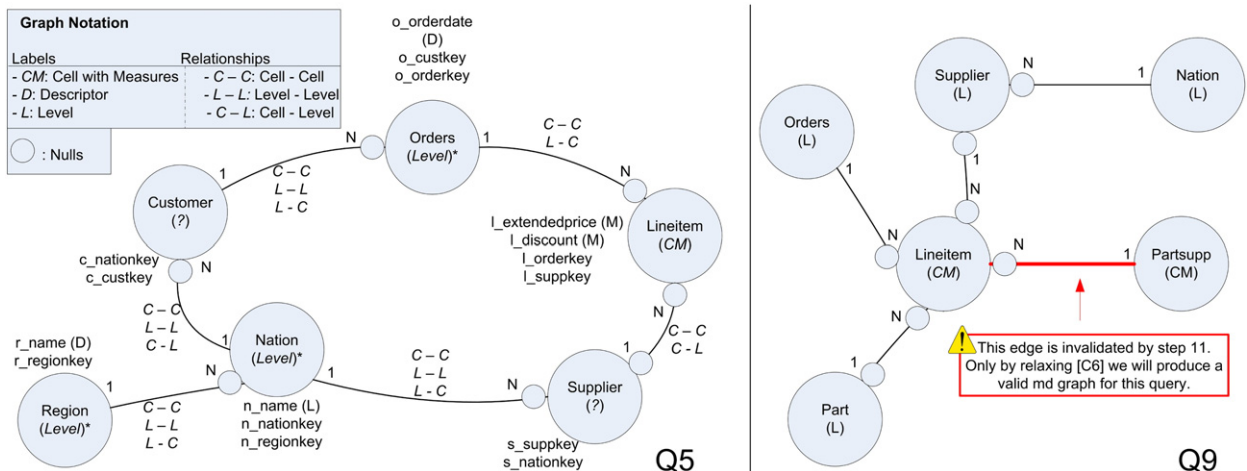 Graph Notation
Labels
Relationships
- CM: Cell with Measures
- C – C: Cell - Cell
- D: Descriptor
- L – L: Level - Level
- L: Level
- C – L: Cell - Level
: Nulls
o_orderdate
(D)
o_custkey
o_orderkey
Orders
(Level)*
N
1
C – C
L - C
N
C – C
L – L
L - C
1
Customer
(?)
c_nationkey
c_custkey
N
Lineitem
(CM)
l_extendedprice (M)
l_discount (M)
l_orderkey
l_suppkey
N
C – C
L – L
C - L
1
Nation
(Level)*
N
1
n_name (L)
n_nationkey
n_regionkey
r_name (D)
r_regionkey
Region
(Level)*
1
C – C
L – L
L - C
C – C
L – L
L - C
N
C – C
C - L
1
Supplier
(?)
s_suppkey
s_nationkey
Q5
Supplier
(L)
N
1
Nation
(L)
Orders
(L)
1
1
N
N
Lineitem
(CM)
N
1
Partsupp
(CM)
N
1
Part
(L)
This edge is invalidated by step 11.
Only by relaxing [C6] we will produce a
valid md graph for this query.
Q9